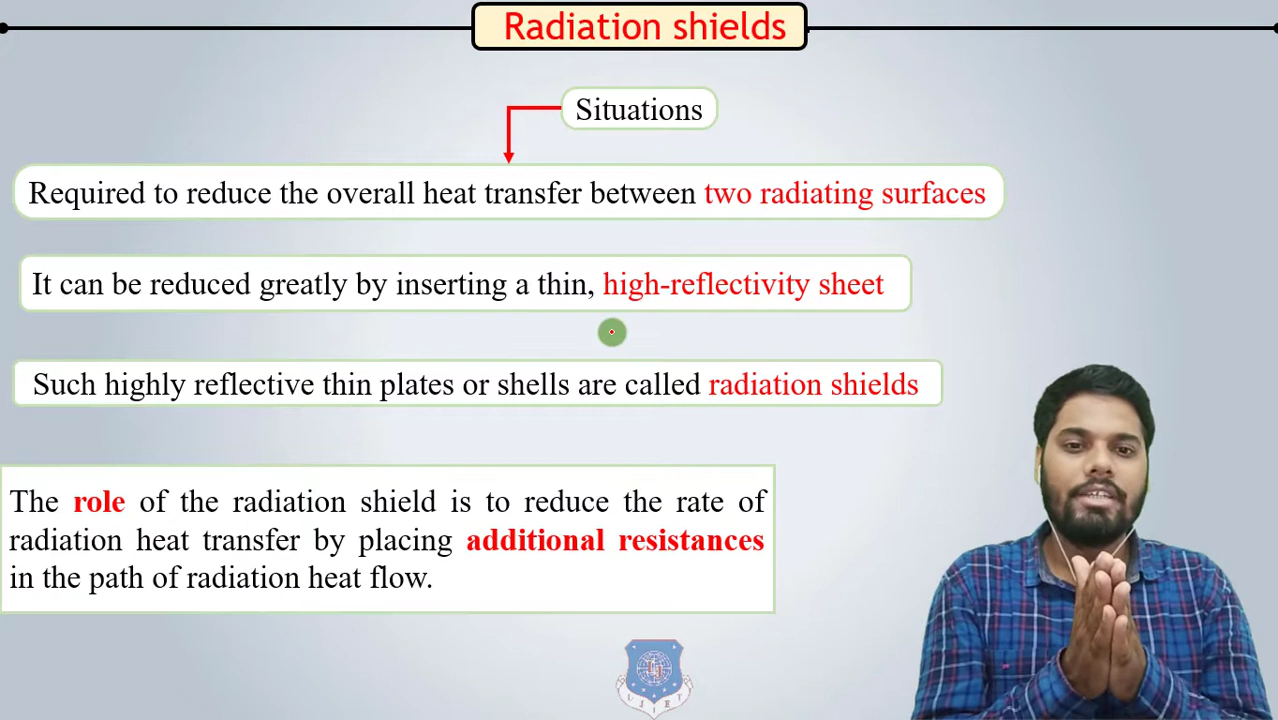 Radiation shields
Situations
Required to reduce the overall heat transfer between two radiating surfaces
It can be reduced greatly by inserting a thin, high-reflectivity sheet
Such highly reflective thin plates or shells are called radiation shields
The role of the radiation shield is to reduce the rate of
radiation heat transfer by placing additional resistances
in the path of radiation heat flow.